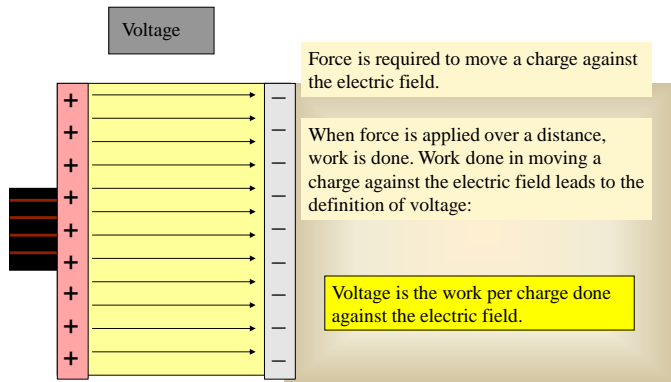 Voltage
Force is required to move a charge against
the electric field.
When force is applied over a distance,
work is done. Work done in moving a
charge against the electric field leads to the
definition of voltage:
Voltage is the work per charge done
against the electric field.
+ −
+ −
+ −
+ −
+ −
+ −
+ −
+ −
+ −